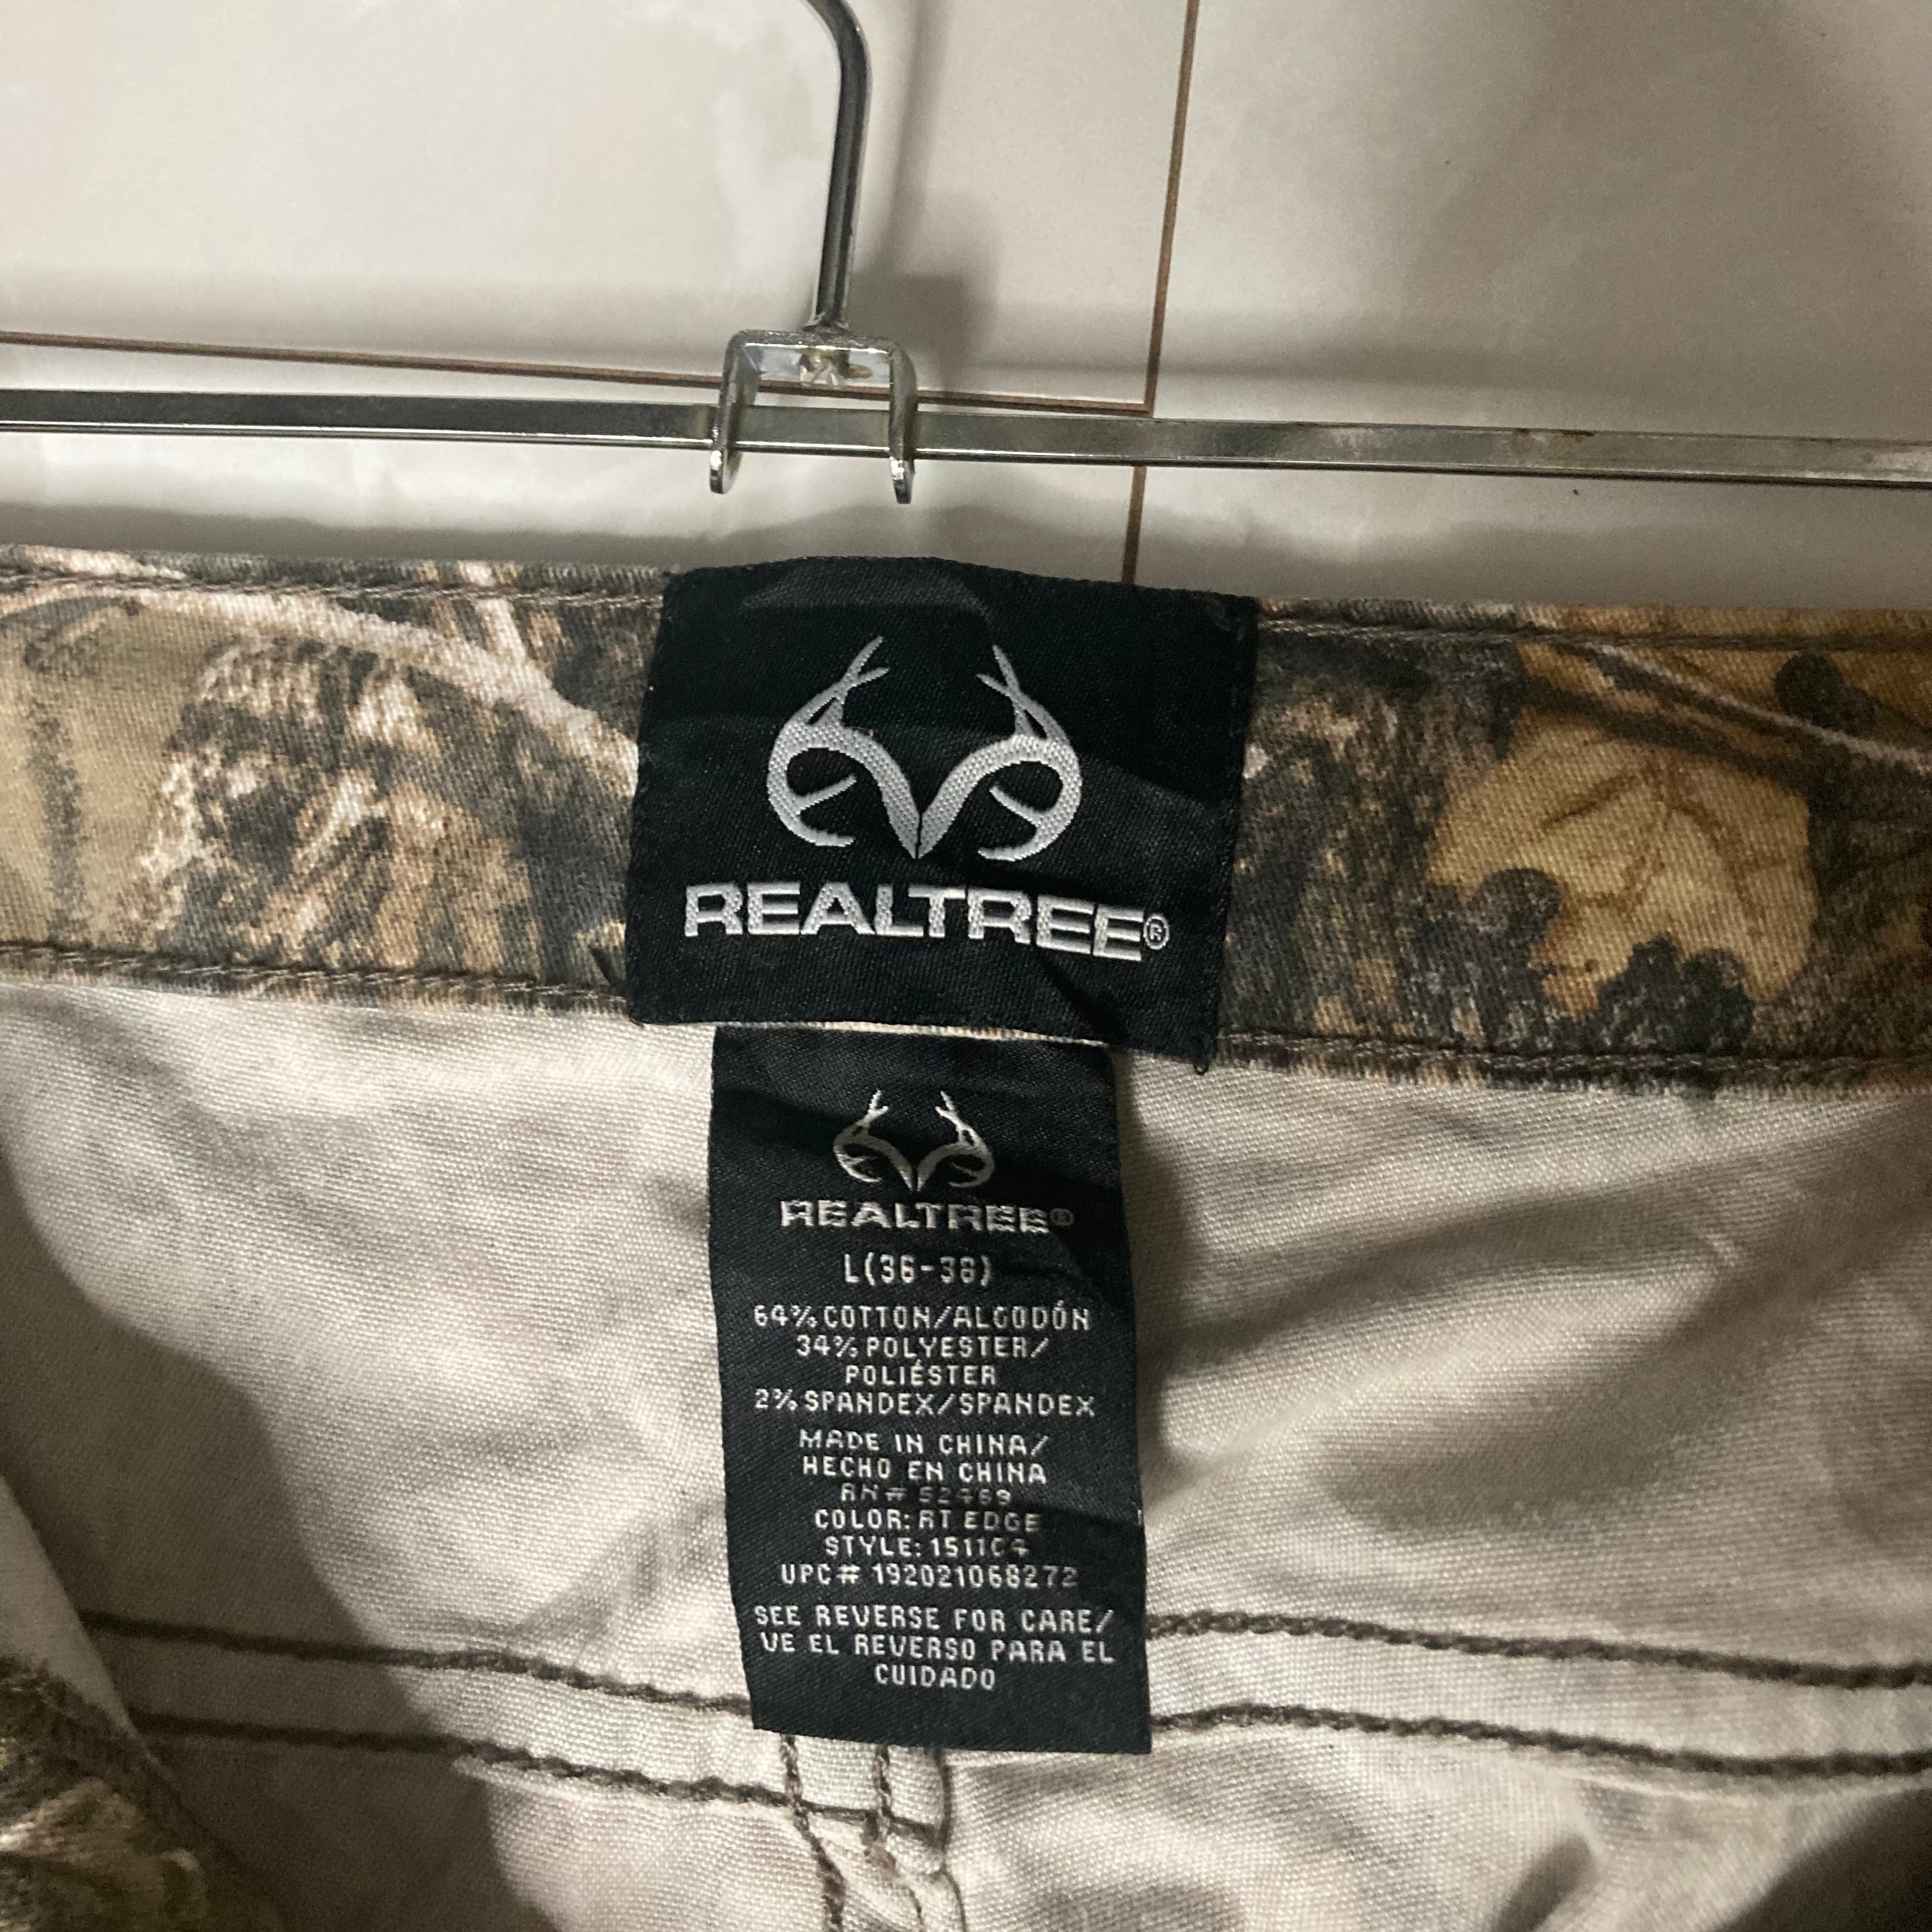 REALTREE®
REALTREE®
L(36-38)
64% COTTON/ALGODÓN
34% POLYESTER/
POLIÉSTER
2% SPANDEX/SPANDEX
MADE IN CHINA/
HECHO EN CHINA
RN# 52469
COLOR: RT EDGE
STYLE: 1511C4
UPC# 192021068272
SEE REVERSE FOR CARE/
VE EL REVERSO PARA EL
CUIDADO